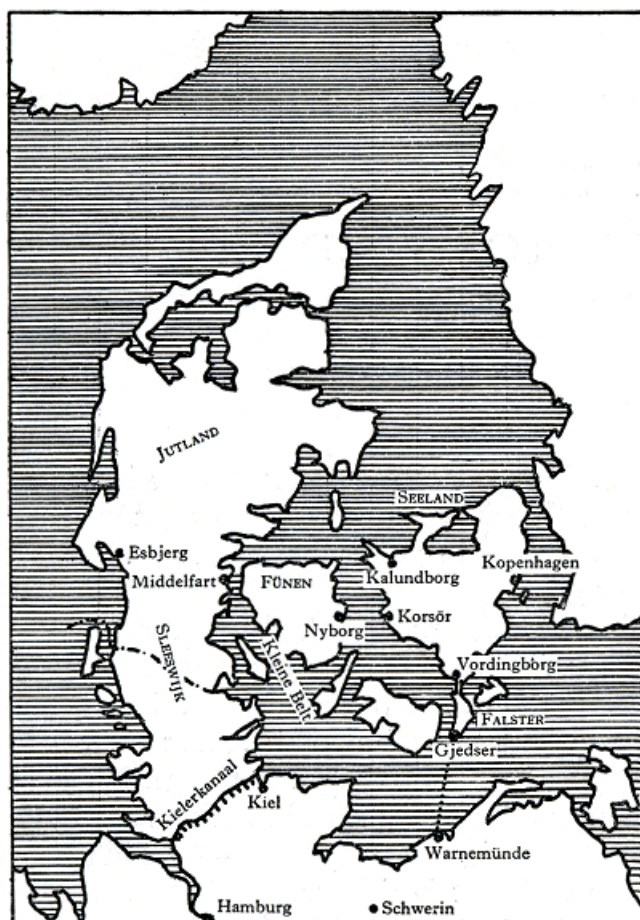 JUTLAND
SEELAND
Esbjerg
Kalundborg
Kopenhagen
Middelfart
FÜNEN
Nyborg
Korsör
SLEESWIJK
Kleine Belt
Vordingborg
FALSTER
Gjedser
Kielerkanaal
Kiel
Warnemünde
Hamburg
Schwerin